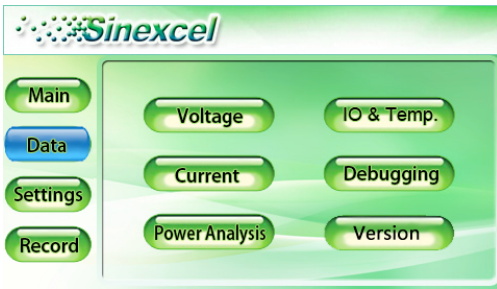 Sinexcel
Main
Data
Settings
Record
Voltage
IO & Temp.
Current
Debugging
Power Analysis
Version